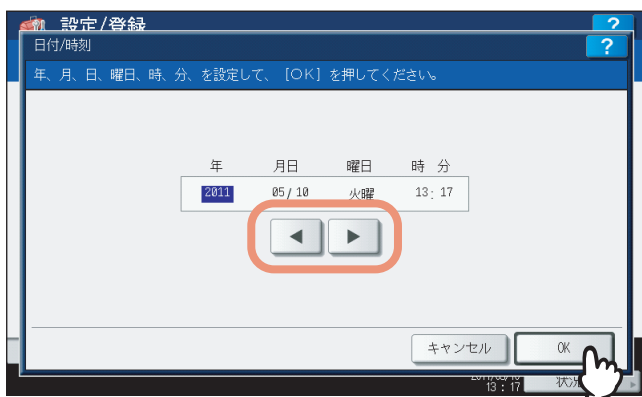 設定/登録
?
日付/時刻
?
年、月、日、曜日、時、分、を設定して、[OK]を押してください。
年 月日 曜日 時 分
2011 05/10 火曜 13:17
キャンセル OK
13:17